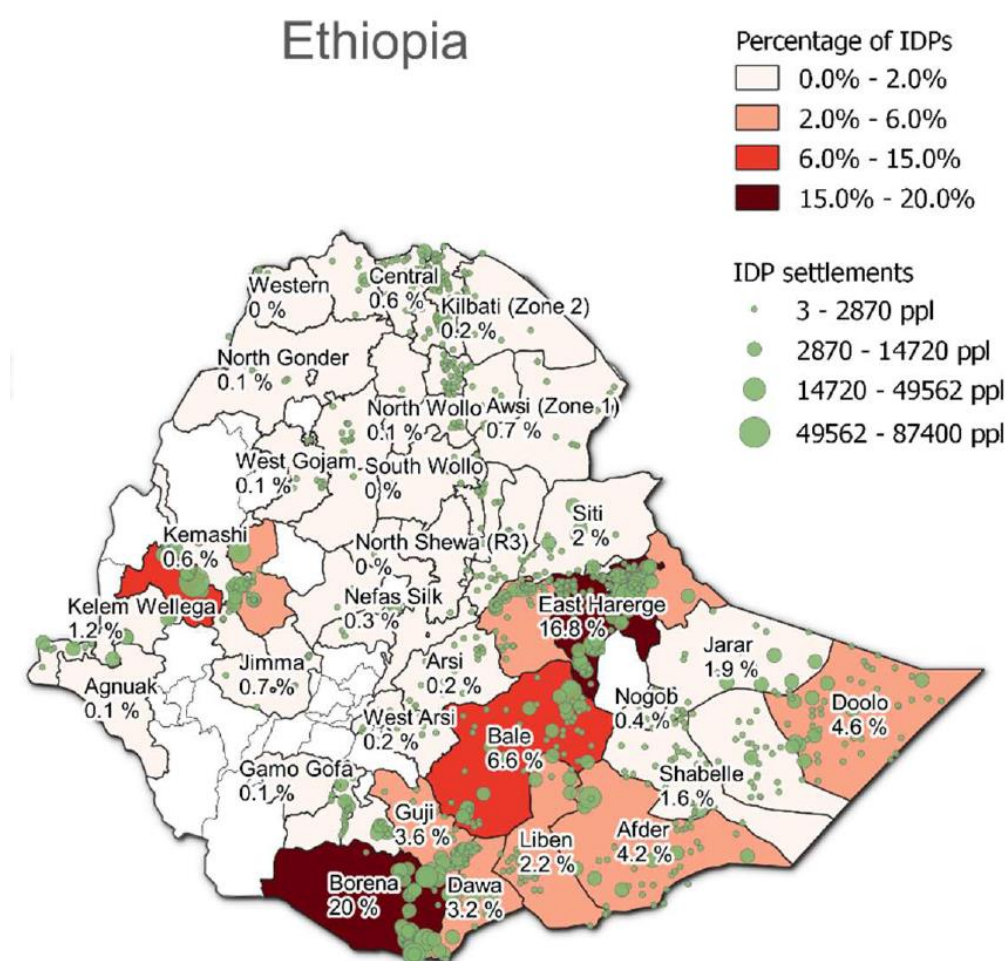 Ethiopia
Percentage of IDPs
0.0% - 2.0%
2.0% - 6.0%
6.0% - 15.0%
15.0% - 20.0%
IDP settlements
3 - 2870 ppl
2870 - 14720 ppl
14720 - 49562 ppl
49562 - 87400 ppl
Western
0 %
Central
0.6 %
Kilbati (Zone 2)
0.2 %
North Gonder
0.1 %
North Wollo
0.1 %
Awsi (Zone 1)
0.7 %
West Gojam
0.1 %
South Wollo
0 %
Siti
2 %
Kemashi
0.6 %
North Shewa (R3)
0 %
Kelem Wellega
1.2 %
Nefas Silk
0.3 %
East Harerge
16.8 %
Jimma
0.7 %
Arsi
0.2 %
Jarar
1.9 %
Agnuak
0.1 %
West Arsi
0.2 %
Bale
6.6 %
Nogob
0.4 %
Doolo
4.6 %
Gamo Gofa
0.1 %
Shabelle
1.6 %
Guji
3.6 %
Liben
2.2 %
Afder
4.2 %
Borena
20 %
Dawa
3.2 %